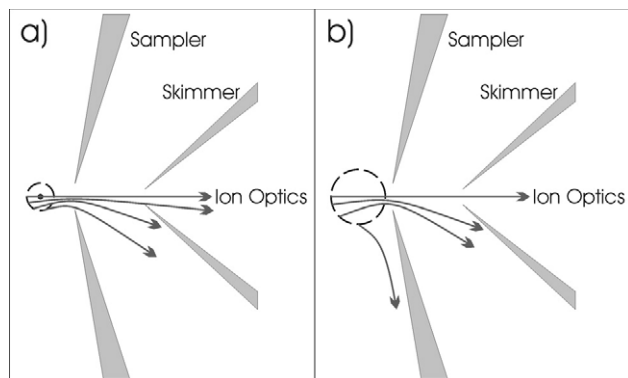 a)
Sampler
Skimmer
Ion Optics
b)
Sampler
Skimmer
Ion Optics